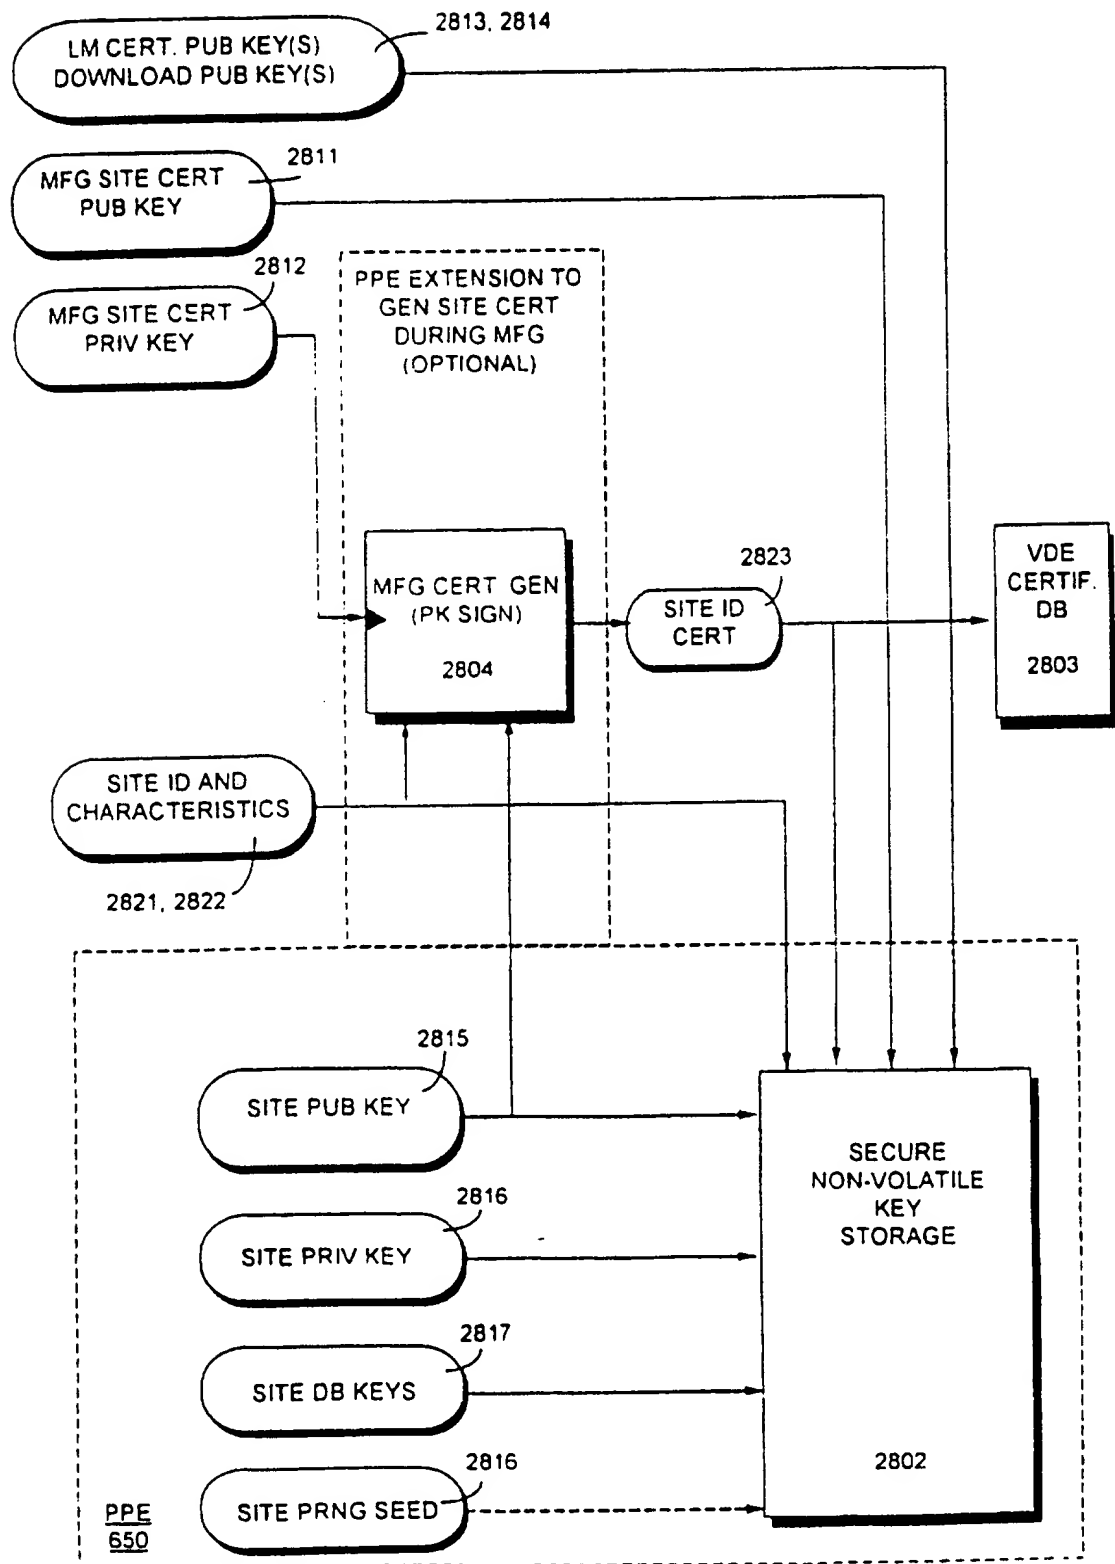 2813, 2814
LM CERT. PUB KEY(S)
DOWNLOAD PUB KEY(S)
2811
MFG SITE CERT
PUB KEY
2812
MFG SITE CERT
PRIV KEY
PPE EXTENSION TO
GEN SITE CERT
DURING MFG
(OPTIONAL)
MFG CERT GEN
(PK SIGN)
2804
2823
SITE ID
CERT
VDE
CERTIF.
DB
2803
SITE ID AND
CHARACTERISTICS
2821, 2822
2815
SITE PUB KEY
2816
SITE PRIV KEY
2817
SITE DB KEYS
2816
SITE PRNG SEED
SECURE
NON-VOLATILE
KEY
STORAGE
2802
PPE
650